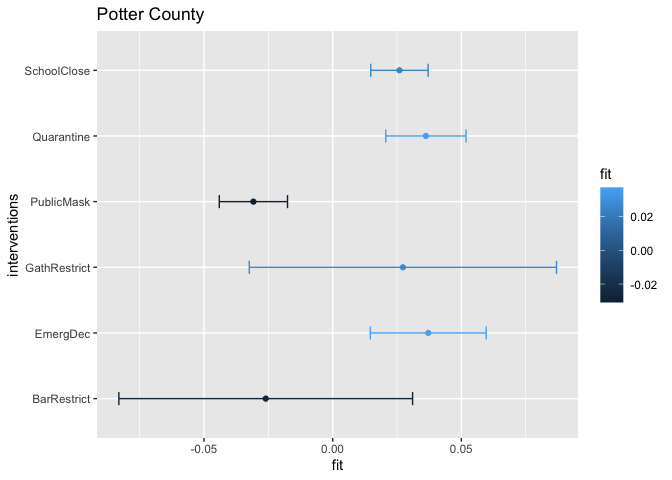 Potter County
SchoolClose
Quarantine
PublicMask
GathRestrict
EmergDec
BarRestrict
interventions
-0.05
0.00
0.05
fit
fit
0.02
0.00
-0.02